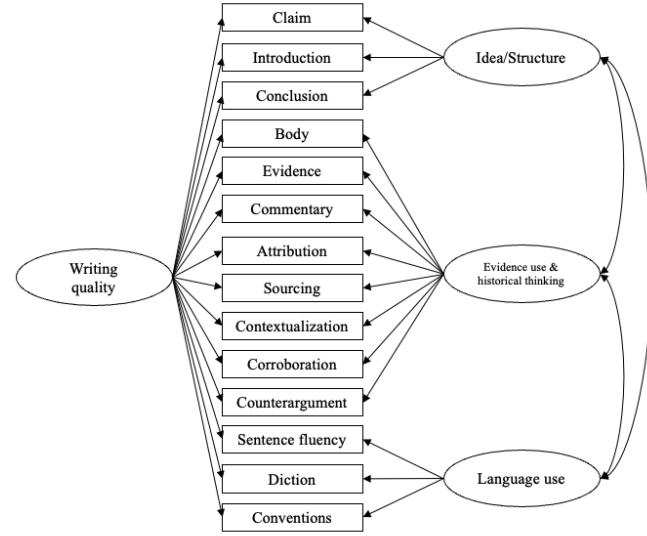 Claim
Introduction
Conclusion
Body
Evidence
Commentary
Attribution
Sourcing
Contextualization
Corroboration
Counterargument
Sentence fluency
Diction
Conventions
Writing
quality
Idea/Structure
Evidence use &
historical thinking
Language use